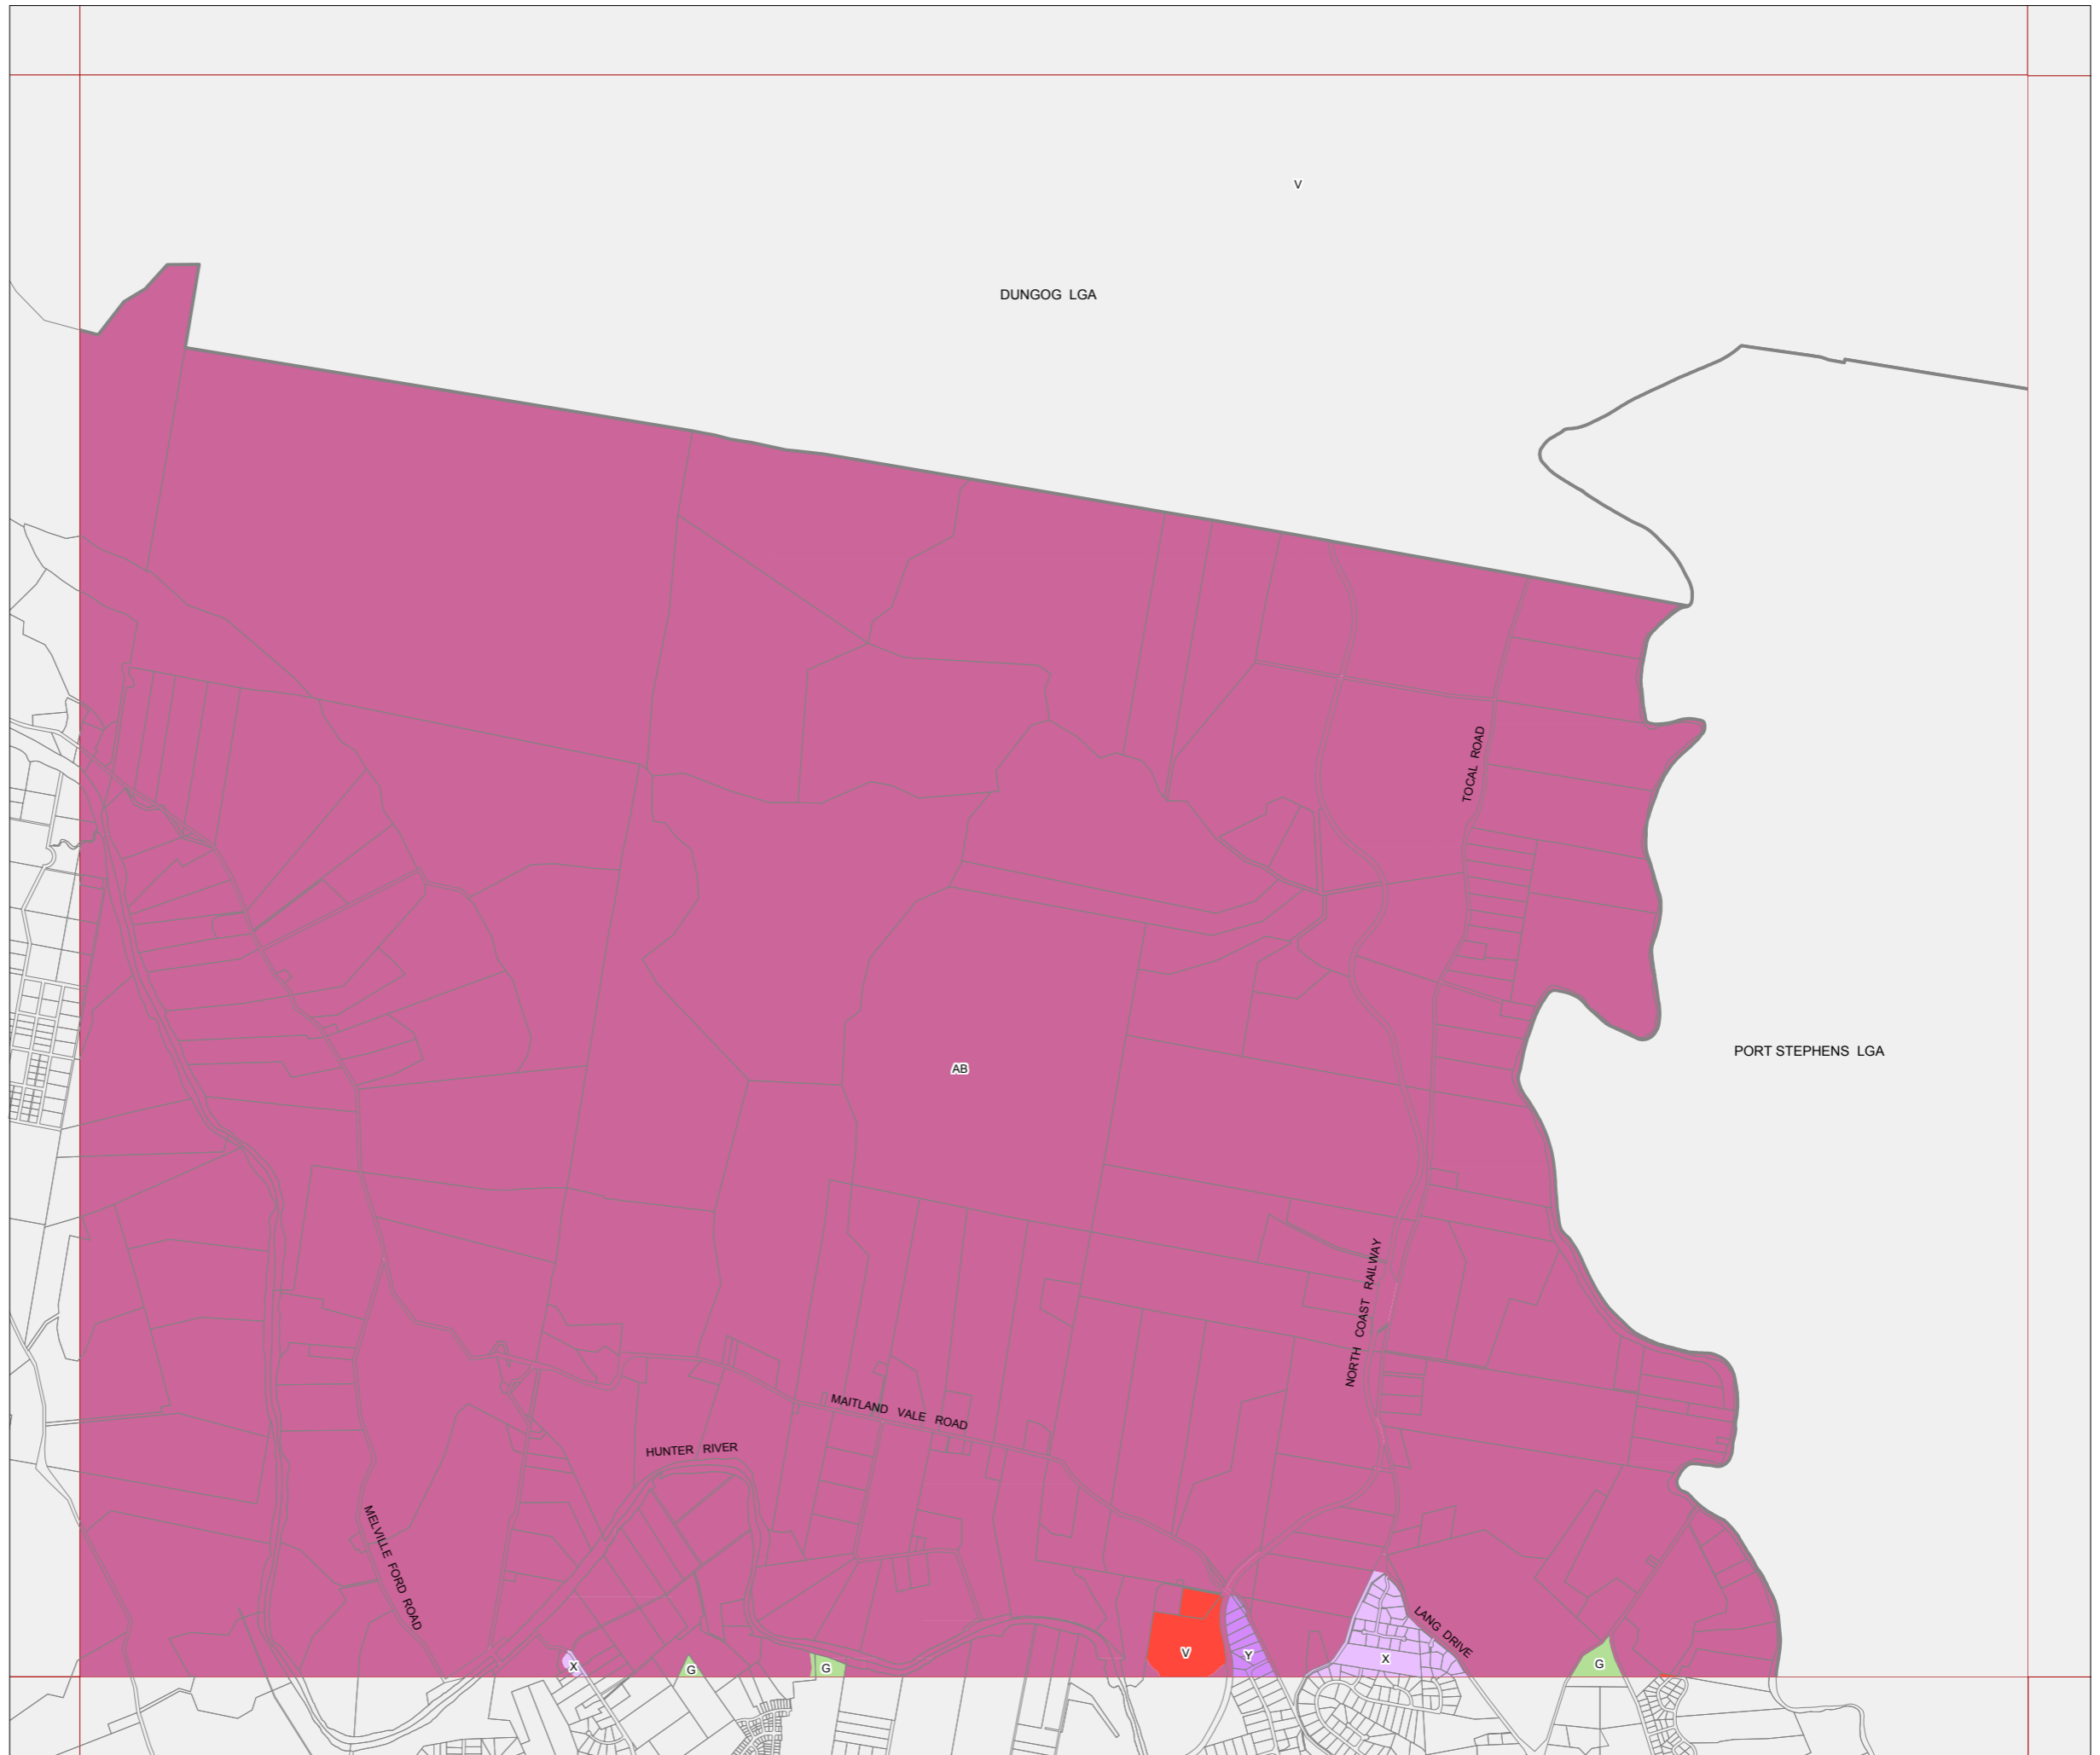 V
DUNGOG LGA
TOCAL ROAD
PORT STEPHENS LGA
AB
NORTH COAST RAILWAY
MAITLAND VALE ROAD
HUNTER RIVER
MELVILLE FORD ROAD
LANG DRIVE
X
G
G
V
Y
X
G